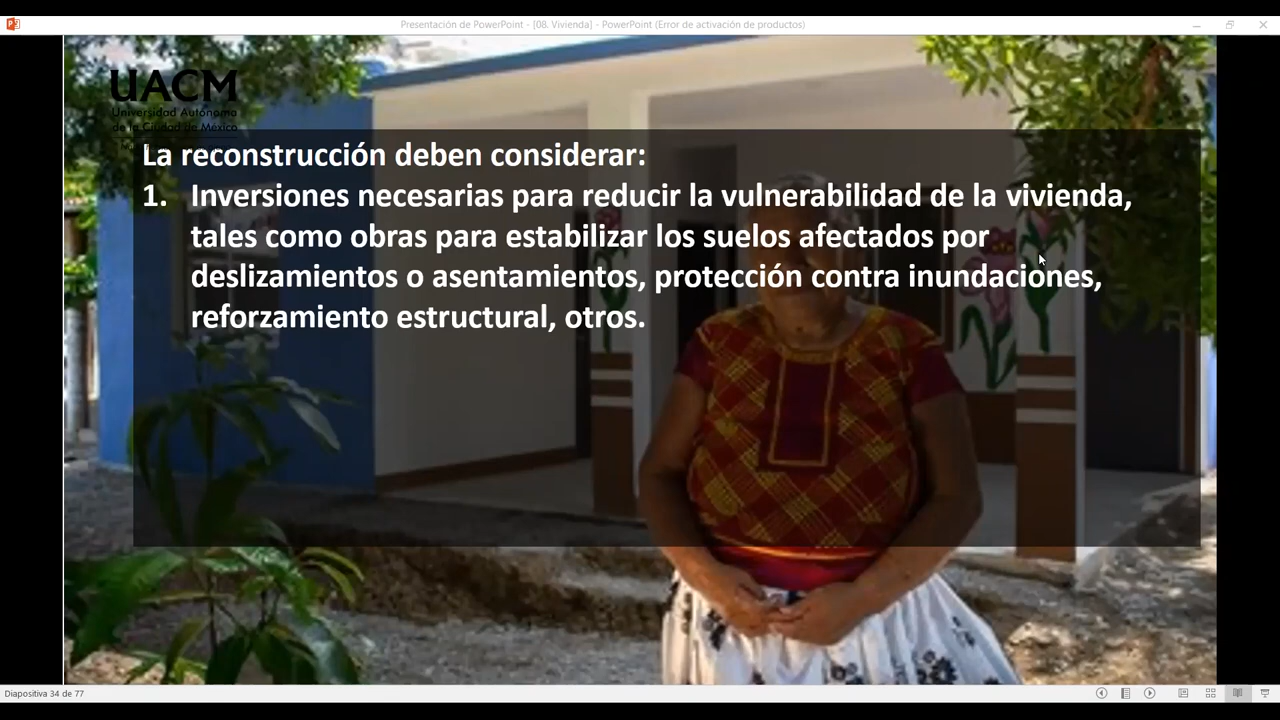 Presentación de PowerPoint - [08. Vivienda] - PowerPoint (Error de activación de productos)
UACM
Universidad Autónoma
de la Ciudad de México
La reconstrucción deben considerar:
1. Inversiones necesarias para reducir la vulnerabilidad de la vivienda,
tales como obras para estabilizar los suelos afectados por
deslizamientos o asentamientos, protección contra inundaciones,
reforzamiento estructural, otros.
Diapositiva 34 de 77